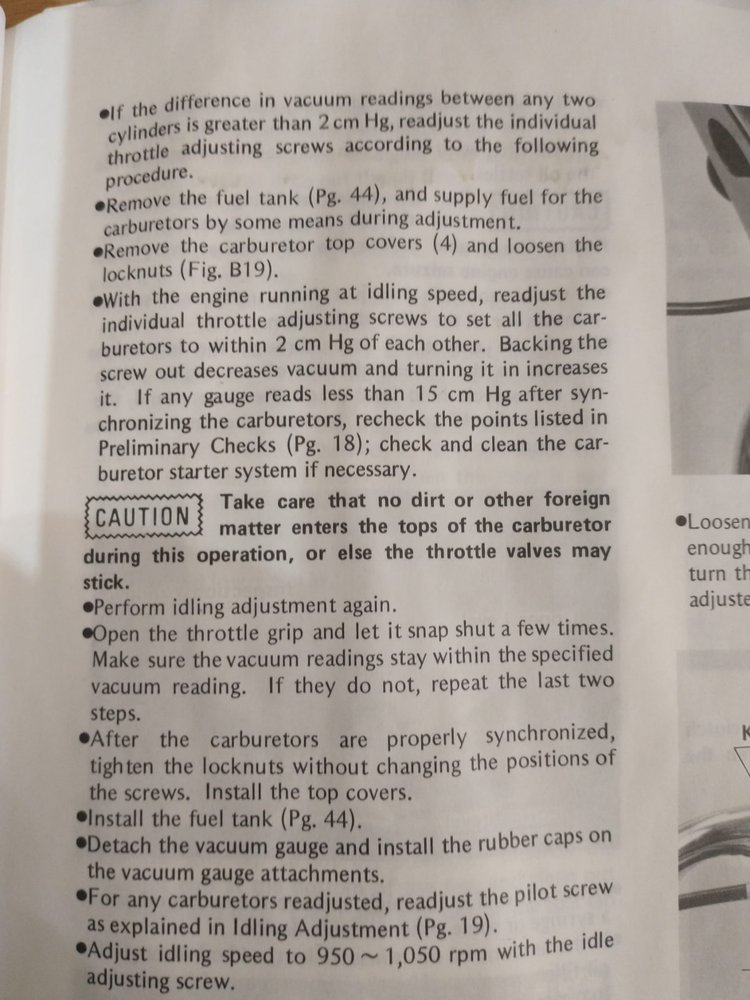 ●If the difference in vacuum readings between any two
cylinders is greater than 2 cm Hg, readjust the individual
throttle adjusting screws according to the following
procedure.
●Remove the fuel tank (Pg. 44), and supply fuel for the
carburetors by some means during adjustment.
●Remove the carburetor top covers (4) and loosen the
locknuts (Fig. B19).
●With the engine running at idling speed, readjust the
individual throttle adjusting screws to set all the car-
buretors to within 2 cm Hg of each other. Backing the
screw out decreases vacuum and turning it in increases
it. If any gauge reads less than 15 cm Hg after syn-
chronizing the carburetors, recheck the points listed in
Preliminary Checks (Pg. 18); check and clean the car-
buretor starter system if necessary.
CAUTION Take care that no dirt or other foreign
matter enters the tops of the carburetor
during this operation, or else the throttle valves may
stick.
●Perform idling adjustment again.
●Open the throttle grip and let it snap shut a few times.
Make sure the vacuum readings stay within the specified
vacuum reading. If they do not, repeat the last two
steps.
●After the carburetors are properly synchronized,
tighten the locknuts without changing the positions of
the screws. Install the top covers.
●Install the fuel tank (Pg. 44).
●Detach the vacuum gauge and install the rubber caps on
the vacuum gauge attachments.
●For any carburetors readjusted, readjust the pilot screw
as explained in Idling Adjustment (Pg. 19).
●Adjust idling speed to 950 ~ 1,050 rpm with the idle
adjusting screw.
●Loosen
enough
turn th
adjuste
K